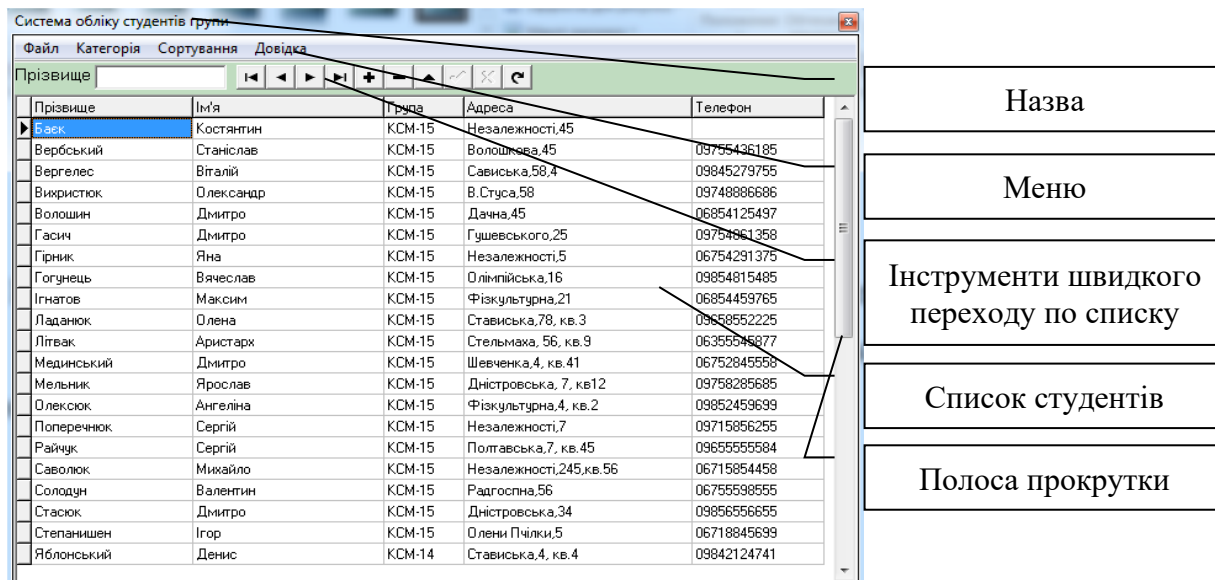 Система обліку студентів групи
Файл Категорія Сортування Довідка
Прізвище
Прізвище Ім'я Група Адреса Телефон
Баєк Костянтин КСМ-15 Незалежності,45
Вербський Станіслав КСМ-15 Волошкова,45 09755436185
Вергелес Віталій КСМ-15 Сависька,58,4 09845279755
Вихристюк Олександр КСМ-15 В.Стуса,58 09748886686
Волошин Дмитро КСМ-15 Дачна,45 06854125497
Гасич Дмитро КСМ-15 Гушевського,25 09754861358
Гірник Яна КСМ-15 Незалежності,5 06754291375
Гогунець Вячеслав КСМ-15 Олімпійська,16 09854815485
Ігнатов Максим КСМ-15 Фізкультурна,21 06854459765
Ладанюк Олена КСМ-15 Стависька,78, кв.3 09658552225
Літвак Аристарх КСМ-15 Стельмаха, 56, кв.9 06355545877
Мединський Дмитро КСМ-15 Шевченка,4, кв.41 06752845558
Мельник Ярослав КСМ-15 Дністровська, 7, кв12 09758285685
Олексюк Ангеліна КСМ-15 Фізкультурна,4, кв.2 09852459699
Поперечнюк Сергій КСМ-15 Незалежності,7 09715856255
Райчук Сергій КСМ-15 Полтавська,7, кв.45 09655555584
Саволюк Михайло КСМ-15 Незалежності,245,кв.56 06715854458
Солодун Валентин КСМ-15 Радгоспна,56 06755598555
Стасюк Дмитро КСМ-15 Дністровська,34 09856556655
Степанишен Ігор КСМ-15 Олени Пчілки,5 06718845699
Яблонський Денис КСМ-14 Стависька,4, кв.4 09842124741
Назва
Меню
Інструменти швидкого
переходу по списку
Список студентів
Полоса прокрутки